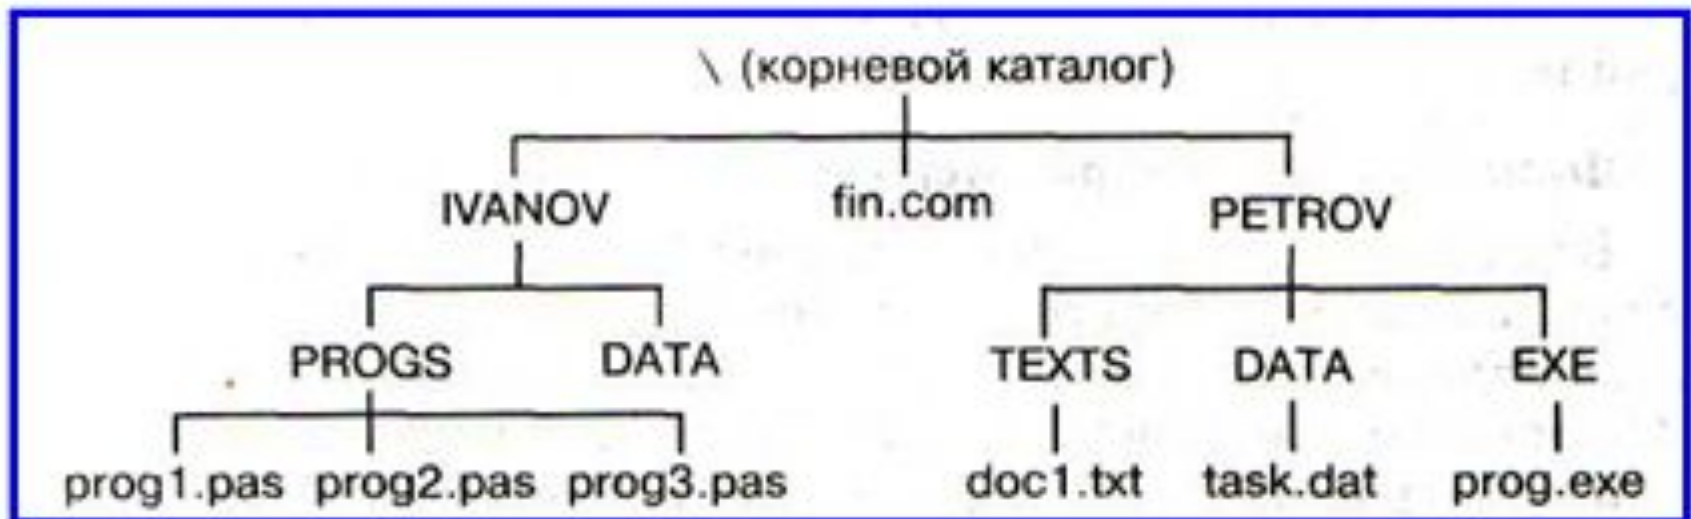 \ (корневой каталог)
IVANOV fin.com PETROV
PROGS DATA TEXTS DATA EXE
prog1.pas prog2.pas prog3.pas doc1.txt task.dat prog.exe